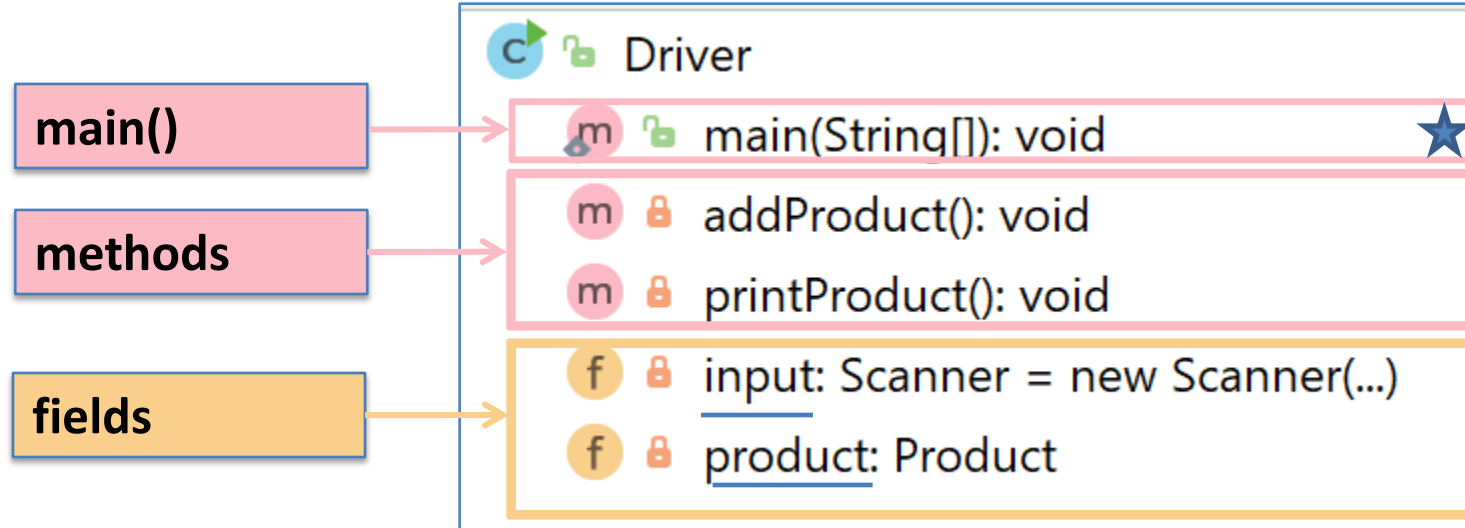 C Driver
main()
m main(String[]): void
m addProduct(): void
methods
m printProduct(): void
f input: Scanner = new Scanner(...)
fields
f product: Product